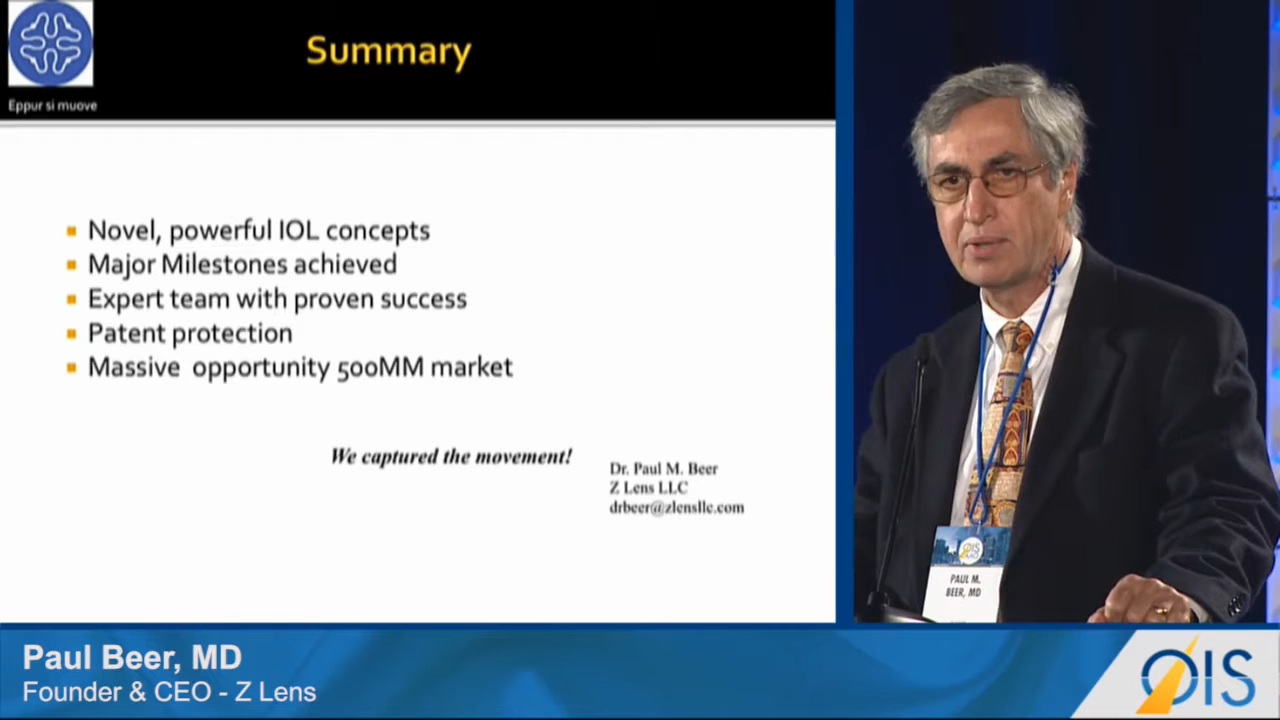 Summary
Eppur si muove
Novel, powerful IOL concepts
Major Milestones achieved
Expert team with proven success
Patent protection
Massive opportunity 500MM market
We captured the movement!
Dr. Paul M. Beer
Z Lens LLC
drbeer@zlensllc.com
OIS
PAUL M.
BEER, MD
Paul Beer, MD
Founder & CEO - Z Lens
OIS